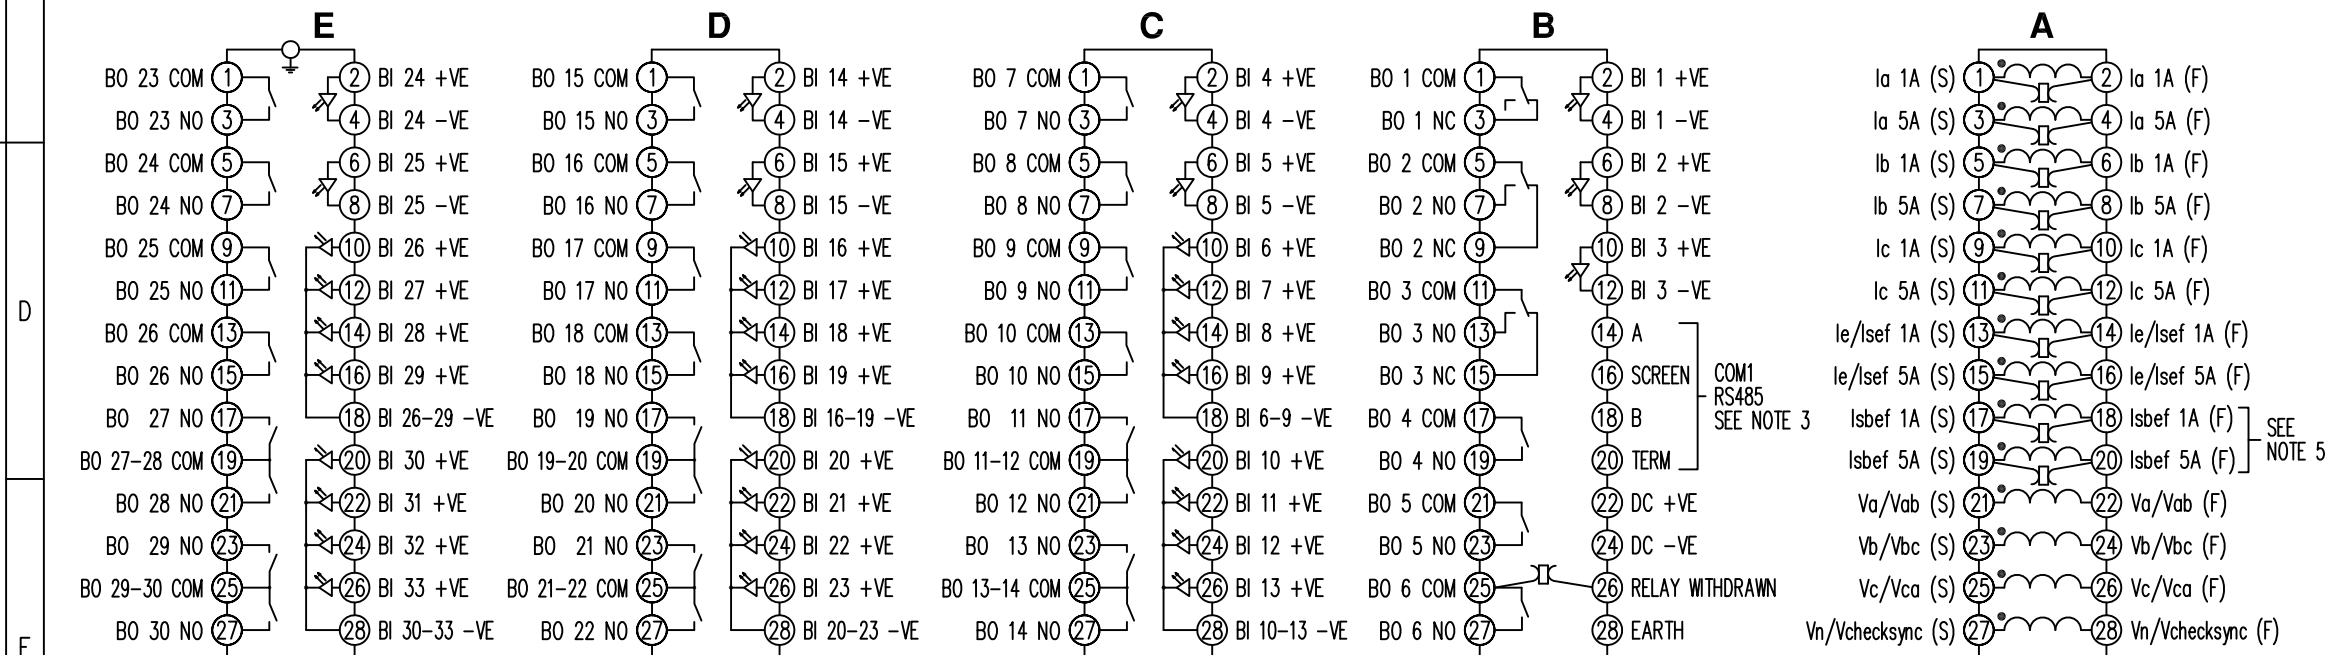 E D C B A
BO 23 COM 1 2 BI 24 +VE BO 15 COM 1 2 BI 14 +VE BO 7 COM 1 2 BI 4 +VE BO 1 COM 1 2 BI 1 +VE Ia 1A (S) 1 2 Ia 1A (F)
BO 23 NO 3 4 BI 24 -VE BO 15 NO 3 4 BI 14 -VE BO 7 NO 3 4 BI 4 -VE BO 1 NC 3 4 BI 1 -VE Ia 5A (S) 3 4 Ia 5A (F)
BO 24 COM 5 6 BI 25 +VE BO 16 COM 5 6 BI 15 +VE BO 8 COM 5 6 BI 5 +VE BO 2 COM 5 6 BI 2 +VE Ib 1A (S) 5 6 Ib 1A (F)
BO 24 NO 7 8 BI 25 -VE BO 16 NO 7 8 BI 15 -VE BO 8 NO 7 8 BI 5 -VE BO 2 NO 7 8 BI 2 -VE Ib 5A (S) 7 8 Ib 5A (F)
BO 25 COM 9 10 BI 26 +VE BO 17 COM 9 10 BI 16 +VE BO 9 COM 9 10 BI 6 +VE BO 2 NC 9 10 BI 3 +VE Ic 1A (S) 9 10 Ic 1A (F)
BO 25 NO 11 12 BI 27 +VE BO 17 NO 11 12 BI 17 +VE BO 9 NO 11 12 BI 7 +VE BO 3 COM 11 12 BI 3 -VE Ic 5A (S) 11 12 Ic 5A (F)
D
BO 26 COM 13 14 BI 28 +VE BO 18 COM 13 14 BI 18 +VE BO 10 COM 13 14 BI 8 +VE BO 3 NO 13 14 A Ie/Isef 1A (S) 13 14 Ie/Isef 1A (F)
BO 26 NO 15 16 BI 29 +VE BO 18 NO 15 16 BI 19 +VE BO 10 NO 15 16 BI 9 +VE BO 3 NC 15 16 SCREEN COM1 Ie/Isef 5A (S) 15 16 Ie/Isef 5A (F)
RS485
BO 27 NO 17 18 BI 26-29 -VE BO 19 NO 17 18 BI 16-19 -VE BO 11 NO 17 18 BI 6-9 -VE BO 4 COM 17 18 B SEE NOTE 3 Isbef 1A (S) 17 18 Isbef 1A (F) SEE
NOTE 5
BO 27-28 COM 19 20 BI 30 +VE BO 19-20 COM 19 20 BI 20 +VE BO 11-12 COM 19 20 BI 10 +VE BO 4 NO 19 20 TERM Isbef 5A (S) 19 20 Isbef 5A (F)
BO 28 NO 21 22 BI 31 +VE BO 20 NO 21 22 BI 21 +VE BO 12 NO 21 22 BI 11 +VE BO 5 COM 21 22 DC +VE Va/Vab (S) 21 22 Va/Vab (F)
BO 29 NO 23 24 BI 32 +VE BO 21 NO 23 24 BI 22 +VE BO 13 NO 23 24 BI 12 +VE BO 5 NO 23 24 DC -VE Vb/Vbc (S) 23 24 Vb/Vbc (F)
BO 29-30 COM 25 26 BI 33 +VE BO 21-22 COM 25 26 BI 23 +VE BO 13-14 COM 25 26 BI 13 +VE BO 6 COM 25 26 RELAY WITHDRAWN Vc/Vca (S) 25 26 Vc/Vca (F)
BO 30 NO 27 28 BI 30-33 -VE BO 22 NO 27 28 BI 20-23 -VE BO 14 NO 27 28 BI 10-13 -VE BO 6 NO 27 28 EARTH Vn/Vchecksync (S) 27 28 Vn/Vchecksync (F)